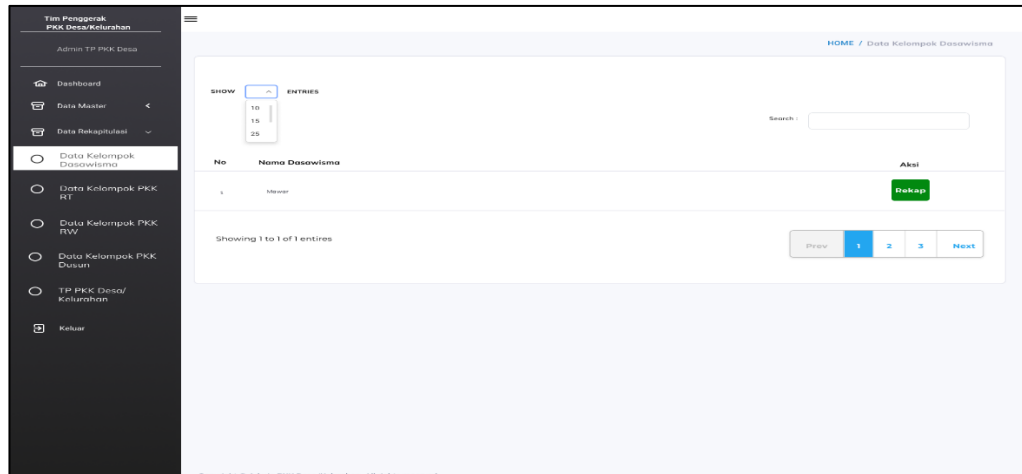 Tim Penggerak
PKK Desa/Kelurahan
Admin TP PKK Desa
Dashboard
Data Master
Data Rekapitulasi
Data Kelompok
Dasawisma
Data Kelompok PKK
RT
Data Kelompok PKK
RW
Data Kelompok PKK
Dusun
TP PKK Desa/
Kelurahan
Keluar
HOME / Data Kelompok Dasawisma
SHOW ENTRIES
10
15
25
Search :
No Nama Dasawisma Aksi
1 Mawar Rekap
Showing 1 to 1 of 1 entires
Prev 1 2 3 Next